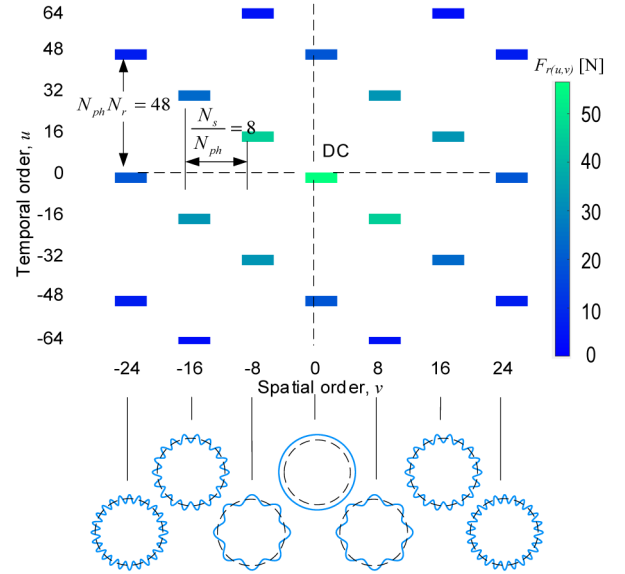 64
F_r(u,v) [N]
48
50
N_ph N_r = 48
32
N_s/N_ph = 8
40
16
DC
0
30
-16
20
-32
10
-48
0
-64
Temporal order, u
-24 -16 -8 0 8 16 24
Spatial order, v